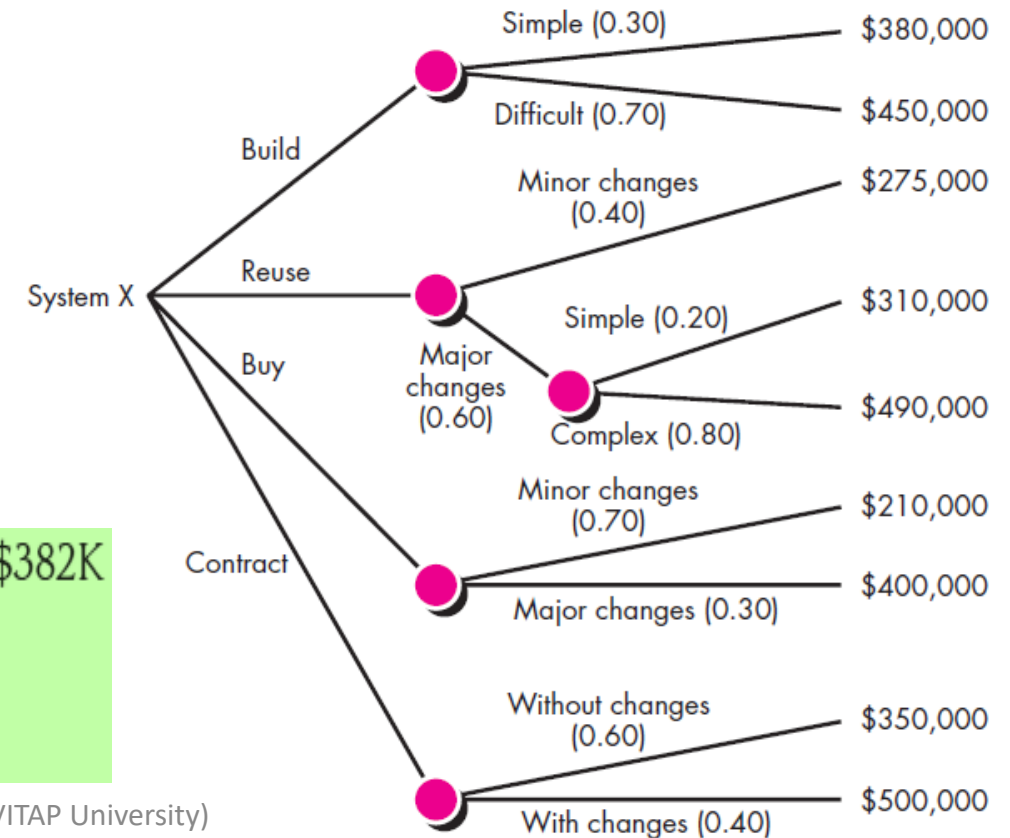 Simple (0.30)
$380,000
Difficult (0.70)
$450,000
Build
Minor changes
(0.40)
$275,000
Reuse
System X
Simple (0.20)
$310,000
Major
changes
(0.60)
Buy
$490,000
Complex (0.80)
Minor changes
(0.70)
$210,000
$382K
Contract
$400,000
Major changes (0.30)
Without changes
(0.60)
$350,000
VITAP University)
$500,000
With changes (0.40)